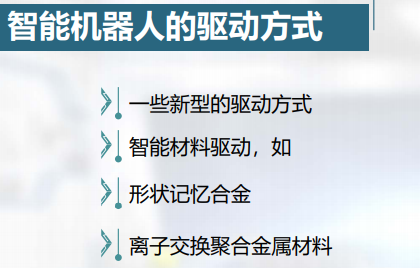 智能机器人的驱动方式
一些新型的驱动方式
智能材料驱动，如
形状记忆合金
离子交换聚合金属材料